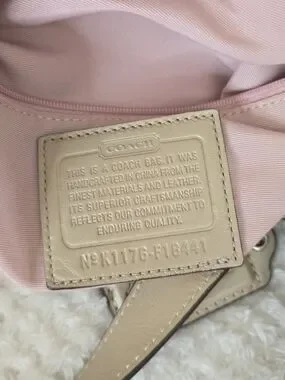 COACH
THIS IS A COACH BAG. IT WAS
HANDCRAFTED IN CHINA FROM THE
FINEST MATERIALS AND LEATHER.
ITS SUPERIOR CRAFTSMANSHIP
REFLECTS OUR COMMITMENT TO
ENDURING QUALITY.
Nº K1176-F18441